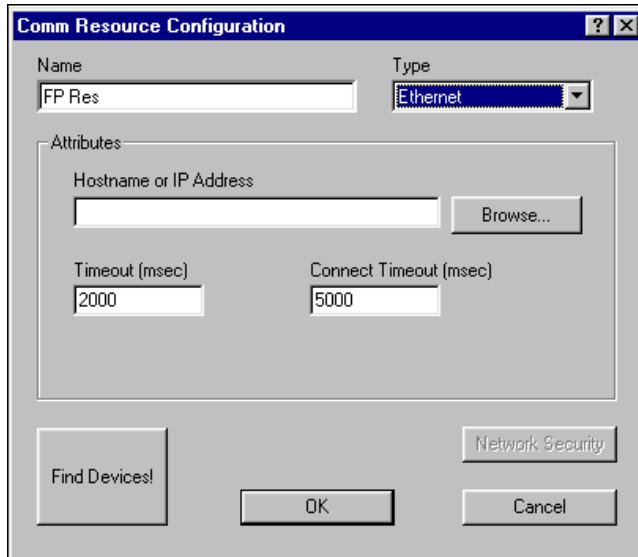 Comm Resource Configuration
Name
Type
FP Res
Ethernet
Attributes
Hostname or IP Address
Browse...
Timeout (msec)
Connect Timeout (msec)
2000
5000
Find Devices!
Network Security
OK
Cancel